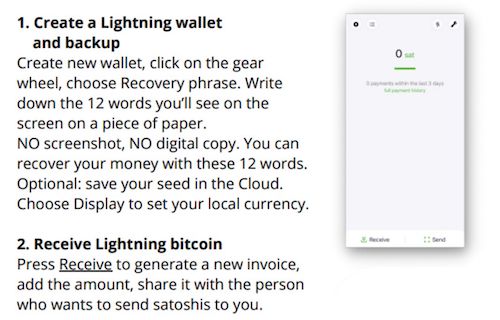 1. Create a Lightning wallet
and backup
Create new wallet, click on the gear
wheel, choose Recovery phrase. Write
down the 12 words you’ll see on the
screen on a piece of paper.
NO screenshot, NO digital copy. You can
recover your money with these 12 words.
Optional: save your seed in the Cloud.
Choose Display to set your local currency.
2. Receive Lightning bitcoin
Press Receive to generate a new invoice,
add the amount, share it with the person
who wants to send satoshis to you.
0 sat
0 payments within the last 3 days
full payment history
Receive Send